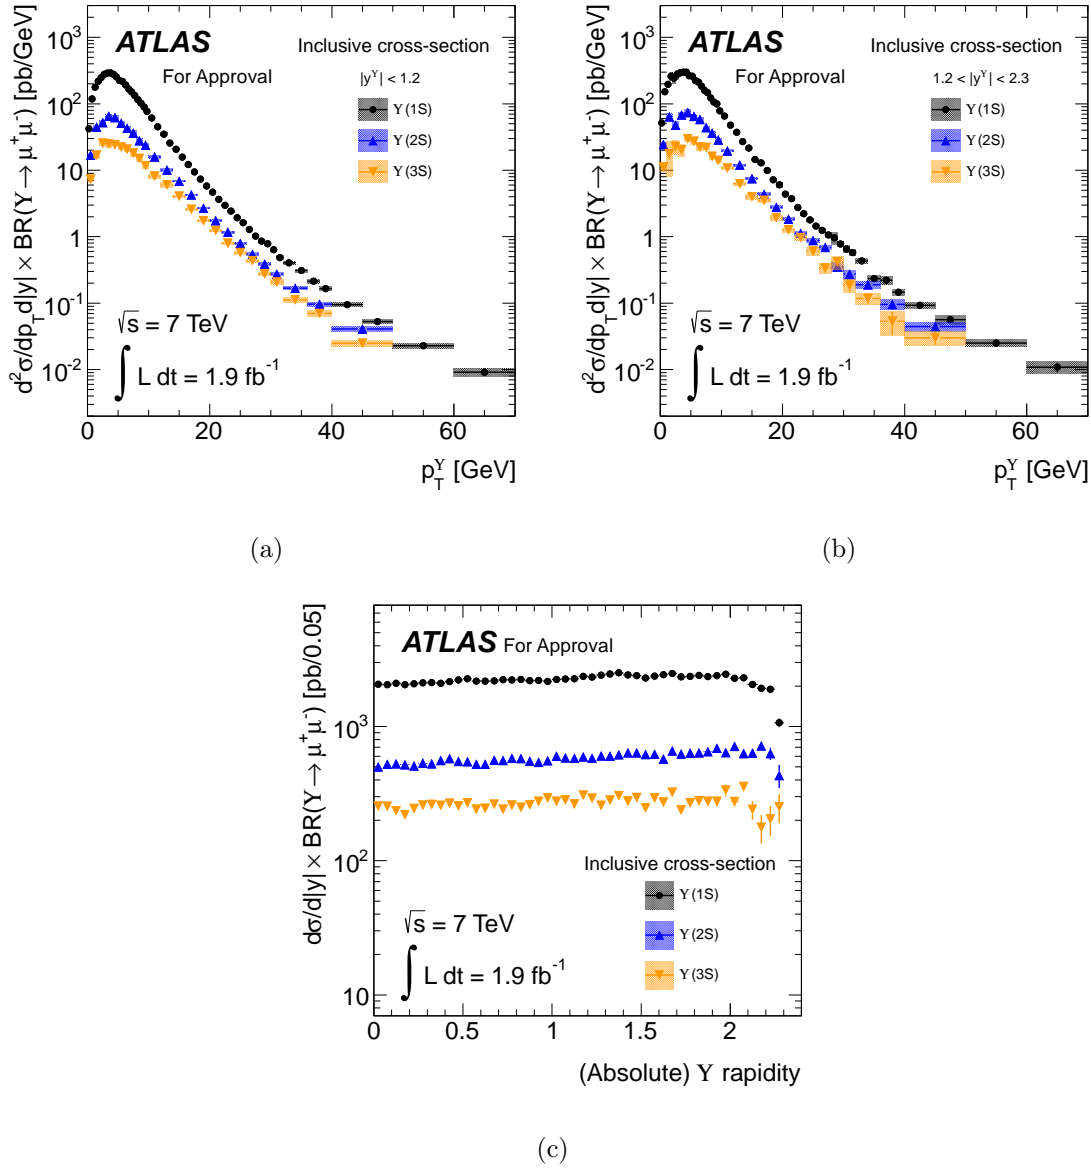 d²σ/dp_T d|y| × BR(ϒ → μ⁺μ⁻) [pb/GeV]
10³
10²
10
1
10⁻¹
10⁻²
ATLAS
For Approval
Inclusive cross-section
|y^ϒ| < 1.2
ϒ (1S)
ϒ (2S)
ϒ (3S)
√s = 7 TeV
∫ L dt = 1.9 fb⁻¹
0 20 40 60
p_T^ϒ [GeV]
(a)
d²σ/dp_T d|y| × BR(ϒ → μ⁺μ⁻) [pb/GeV]
10³
10²
10
1
10⁻¹
10⁻²
ATLAS
For Approval
Inclusive cross-section
1.2 < |y^ϒ| < 2.3
ϒ (1S)
ϒ (2S)
ϒ (3S)
√s = 7 TeV
∫ L dt = 1.9 fb⁻¹
0 20 40 60
p_T^ϒ [GeV]
(b)
dσ/d|y| × BR(ϒ → μ⁺μ⁻) [pb/0.05]
10³
10²
10
ATLAS For Approval
Inclusive cross-section
ϒ (1S)
ϒ (2S)
ϒ (3S)
√s = 7 TeV
∫ L dt = 1.9 fb⁻¹
0 0.5 1 1.5 2
(Absolute) ϒ rapidity
(c)